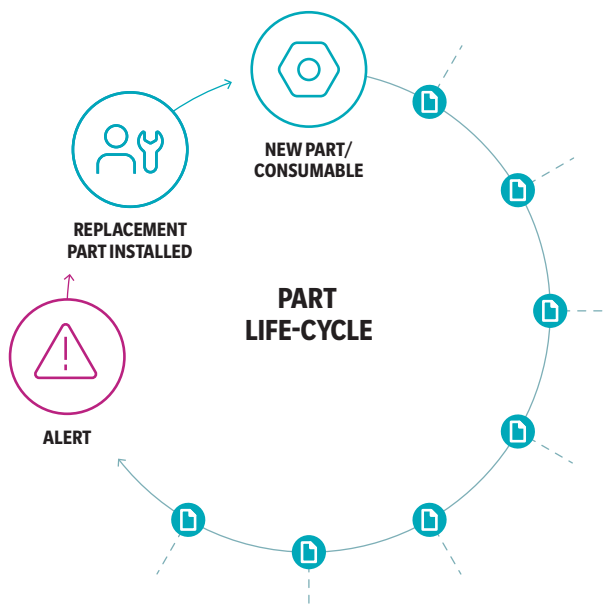 NEW PART/
CONSUMABLE
REPLACEMENT
PART INSTALLED
PART
LIFE-CYCLE
ALERT